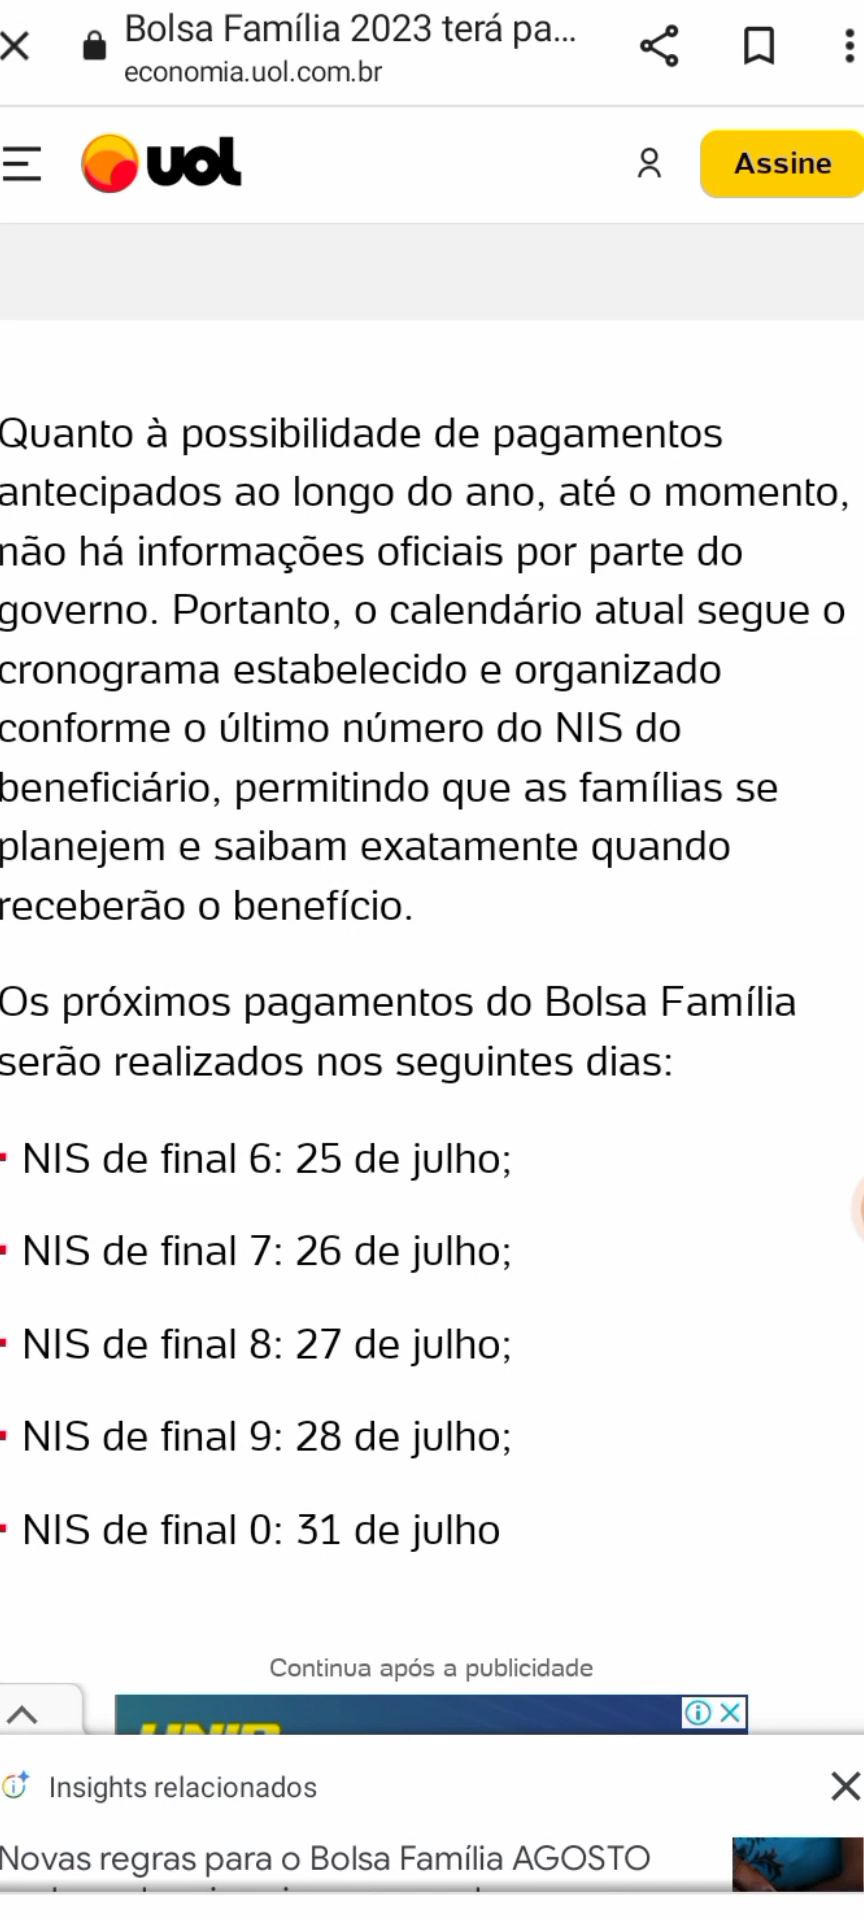 Bolsa Família 2023 terá pa...
economia.uol.com.br
uol
Assine
Quanto à possibilidade de pagamentos
antecipados ao longo do ano, até o momento,
não há informações oficiais por parte do
governo. Portanto, o calendário atual segue o
cronograma estabelecido e organizado
conforme o último número do NIS do
beneficiário, permitindo que as famílias se
planejem e saibam exatamente quando
receberão o benefício.
Os próximos pagamentos do Bolsa Família
serão realizados nos seguintes dias:
NIS de final 6: 25 de julho;
NIS de final 7: 26 de julho;
NIS de final 8: 27 de julho;
NIS de final 9: 28 de julho;
NIS de final 0: 31 de julho
Continua após a publicidade
Insights relacionados
Novas regras para o Bolsa Família AGOSTO